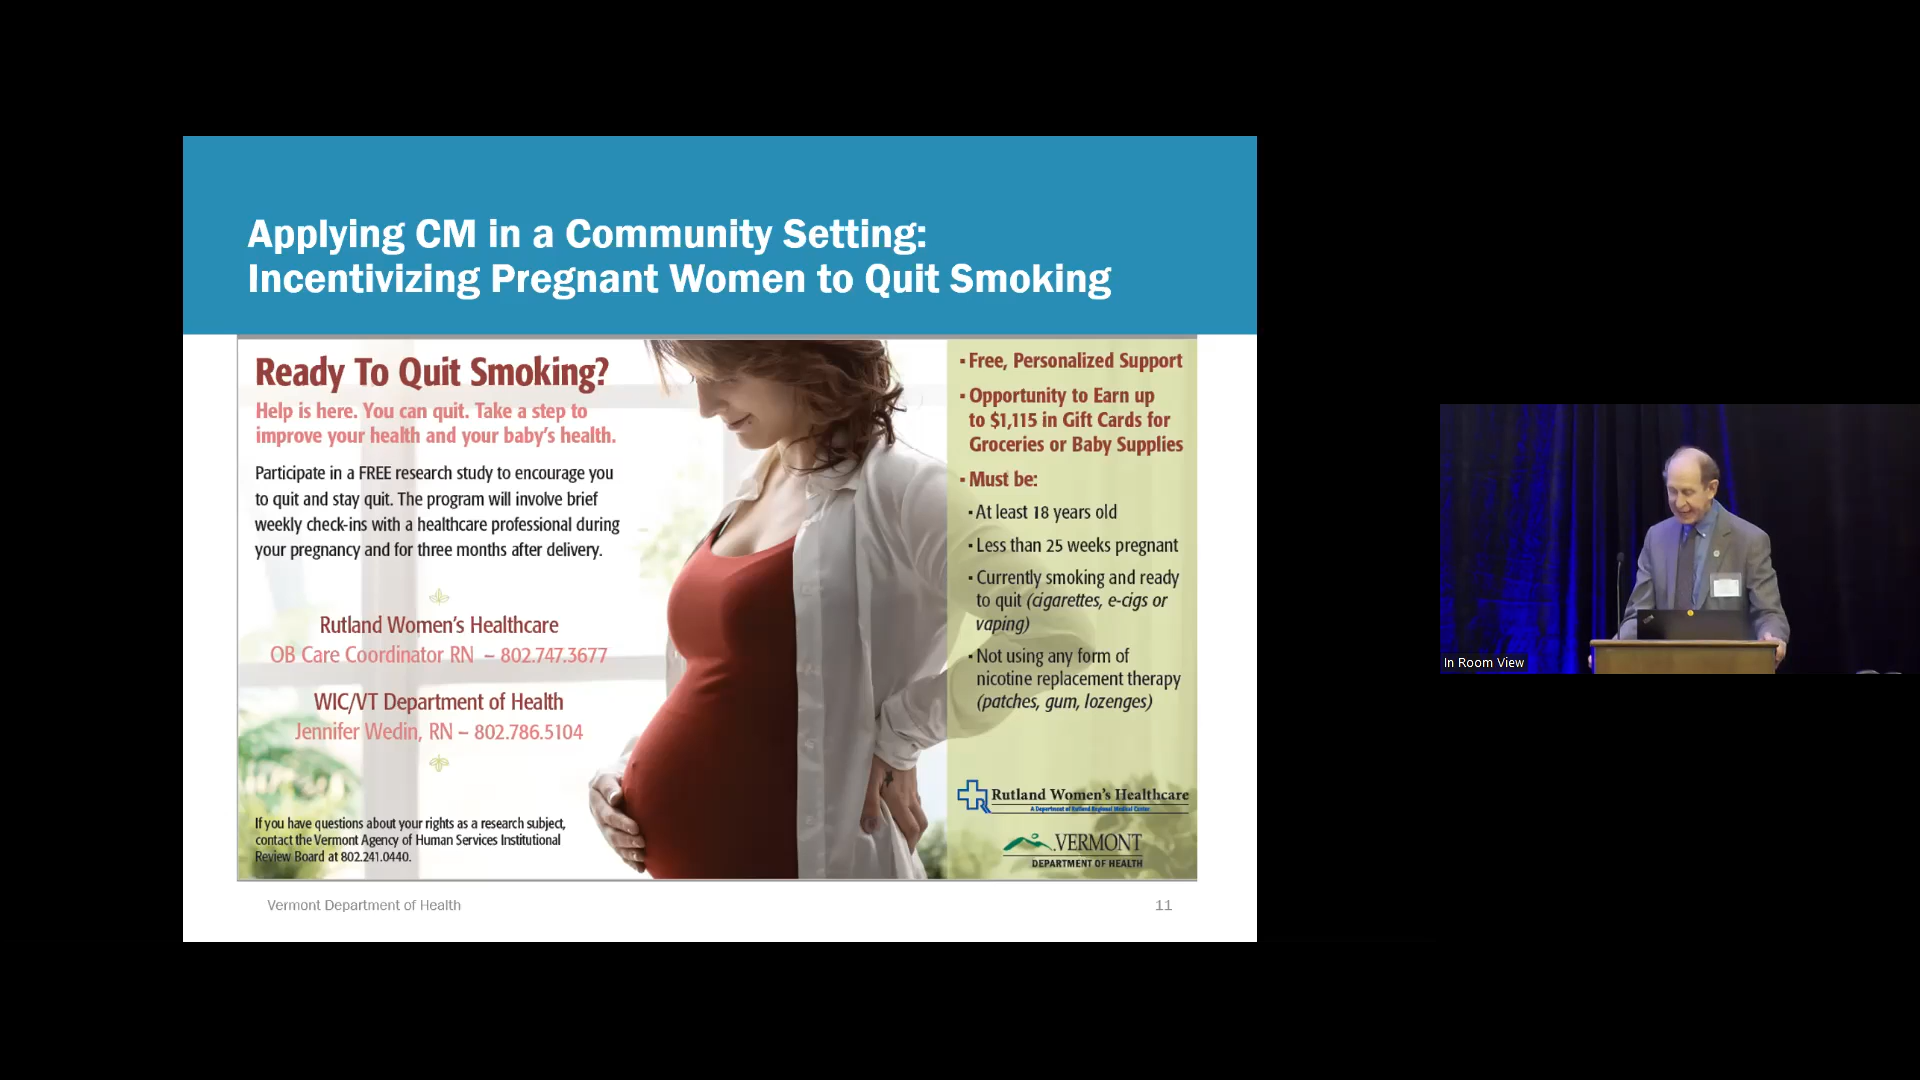 Applying CM in a Community Setting:
Incentivizing Pregnant Women to Quit Smoking
Ready To Quit Smoking?
Help is here. You can quit. Take a step to
improve your health and your baby's health.
Participate in a FREE research study to encourage you
to quit and stay quit. The program will involve brief
weekly check-ins with a healthcare professional during
your pregnancy and for three months after delivery.
Rutland Women's Healthcare
OB Care Coordinator RN – 802.747.3677
WIC/VT Department of Health
Jennifer Wedin, RN – 802.786.5104
If you have questions about your rights as a research subject,
contact the Vermont Agency of Human Services Institutional
Review Board at 802.241.0440.
▪ Free, Personalized Support
▪ Opportunity to Earn up
to $1,115 in Gift Cards for
Groceries or Baby Supplies
▪ Must be:
▪ At least 18 years old
▪ Less than 25 weeks pregnant
▪ Currently smoking and ready
to quit (cigarettes, e-cigs or
vaping)
▪ Not using any form of
nicotine replacement therapy
(patches, gum, lozenges)
Rutland Women's Healthcare
A Department of Rutland Regional Medical Center
VERMONT
DEPARTMENT OF HEALTH
Vermont Department of Health
11
In Room View